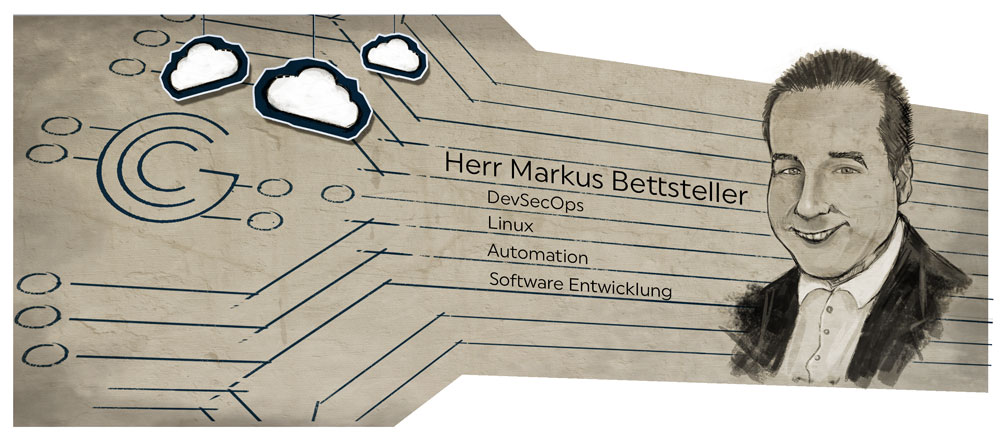 Herr Markus Bettsteller
DevSecOps
Linux
Automation
Software Entwicklung